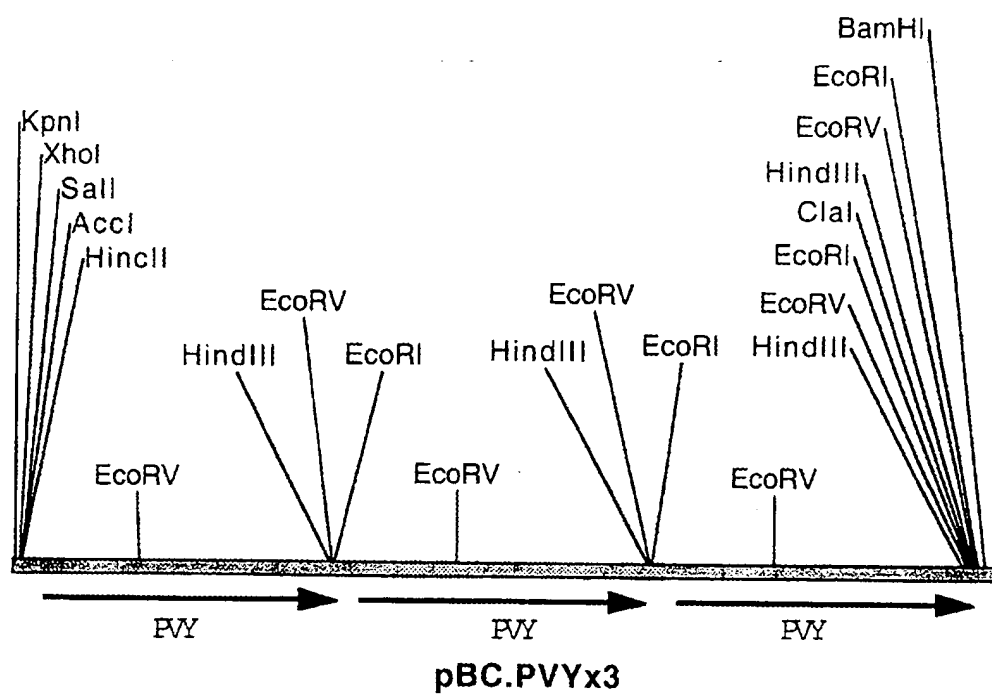 BamHI
EcoRI
EcoRV
HindIII
ClaI
EcoRI
EcoRV
HindIII
KpnI
XhoI
SalI
AccI
HincII
EcoRV
HindIII
EcoRI
EcoRV
HindIII
EcoRI
EcoRV
EcoRV
EcoRV
PVY
PVY
PVY
pBC.PVYx3